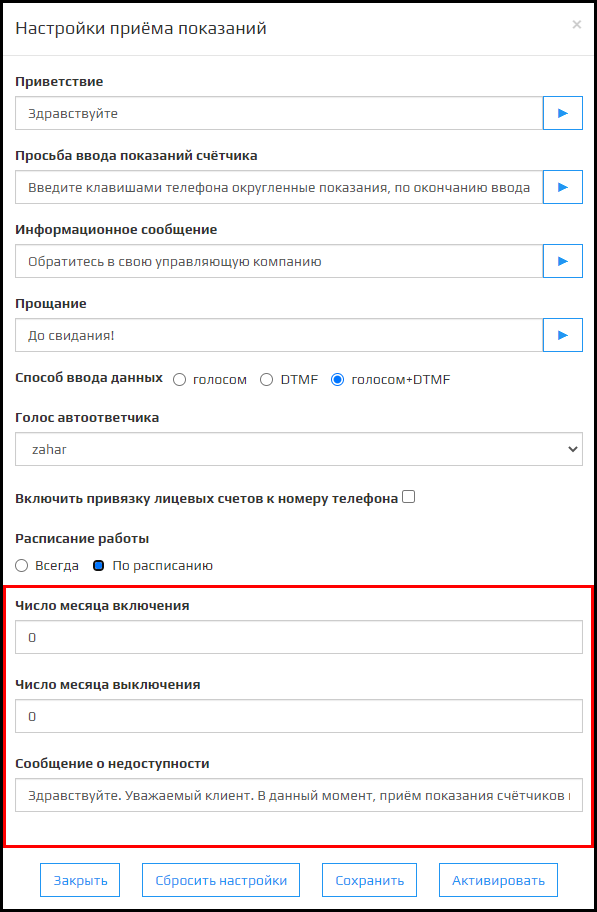 Настройки приёма показаний
×
Приветствие
Здравствуйте
Просьба ввода показаний счётчика
Введите клавишами телефона округленные показания, по окончанию ввода
Информационное сообщение
Обратитесь в свою управляющую компанию
Прощание
До свидания!
Способ ввода данных голосом DTMF голосом+DTMF
Голос автоответчика
zahar
Включить привязку лицевых счетов к номеру телефона
Расписание работы
Всегда По расписанию
Число месяца включения
0
Число месяца выключения
0
Сообщение о недоступности
Здравствуйте. Уважаемый клиент. В данный момент, приём показания счётчиков
Закрыть Сбросить настройки Сохранить Активировать